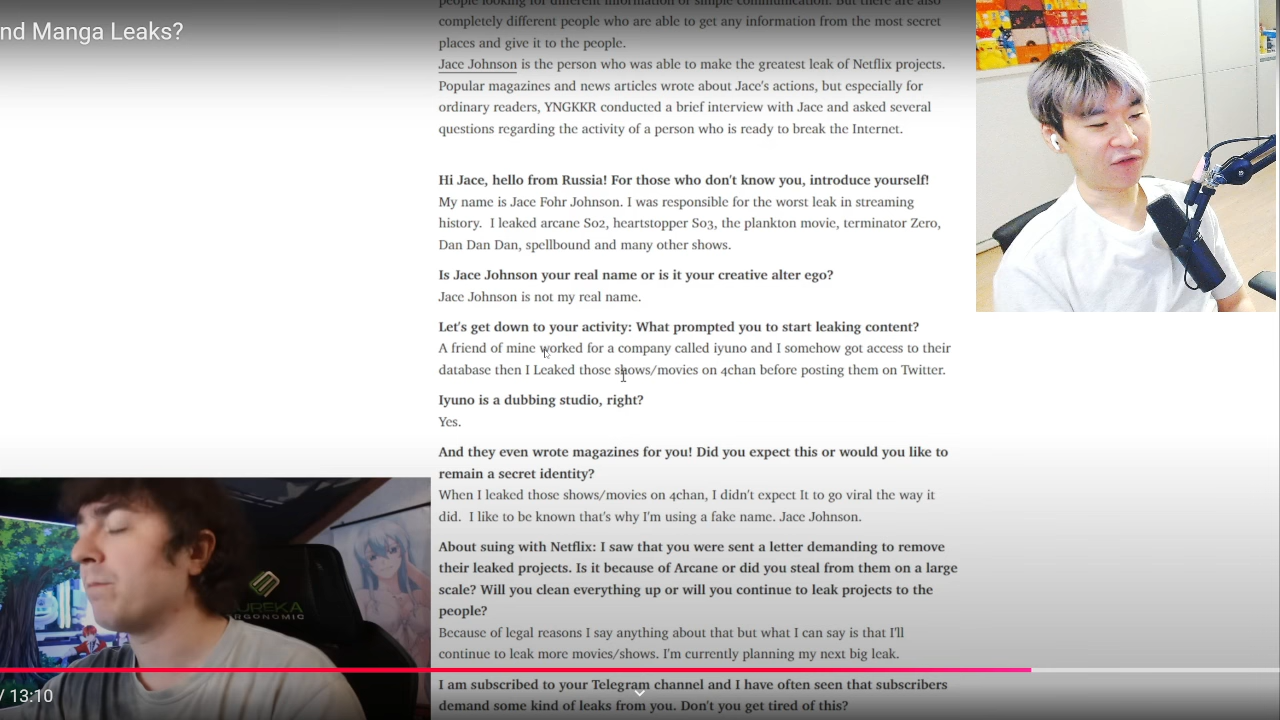 nd Manga Leaks?
people looking for different information or simple communication. But there are also
completely different people who are able to get any information from the most secret
places and give it to the people.
Jace Johnson is the person who was able to make the greatest leak of Netflix projects.
Popular magazines and news articles wrote about Jace's actions, but especially for
ordinary readers, YNGKKR conducted a brief interview with Jace and asked several
questions regarding the activity of a person who is ready to break the Internet.
Hi Jace, hello from Russia! For those who don't know you, introduce yourself!
My name is Jace Fohr Johnson. I was responsible for the worst leak in streaming
history.  I leaked arcane S02, heartstopper S03, the plankton movie, terminator Zero,
Dan Dan Dan, spellbound and many other shows.
Is Jace Johnson your real name or is it your creative alter ego?
Jace Johnson is not my real name.
Let's get down to your activity: What prompted you to start leaking content?
A friend of mine worked for a company called iyuno and I somehow got access to their
database then I Leaked those shows/movies on 4chan before posting them on Twitter.
Iyuno is a dubbing studio, right?
Yes.
And they even wrote magazines for you! Did you expect this or would you like to
remain a secret identity?
When I leaked those shows/movies on 4chan, I didn't expect It to go viral the way it
did.  I like to be known that's why I'm using a fake name. Jace Johnson.
About suing with Netflix: I saw that you were sent a letter demanding to remove
their leaked projects. Is it because of Arcane or did you steal from them on a large
scale? Will you clean everything up or will you continue to leak projects to the
people?
Because of legal reasons I say anything about that but what I can say is that I'll
continue to leak more movies/shows. I'm currently planning my next big leak.
I am subscribed to your Telegram channel and I have often seen that subscribers
demand some kind of leaks from you. Don't you get tired of this?
EUREKA
ERGONOMIC
/ 13:10